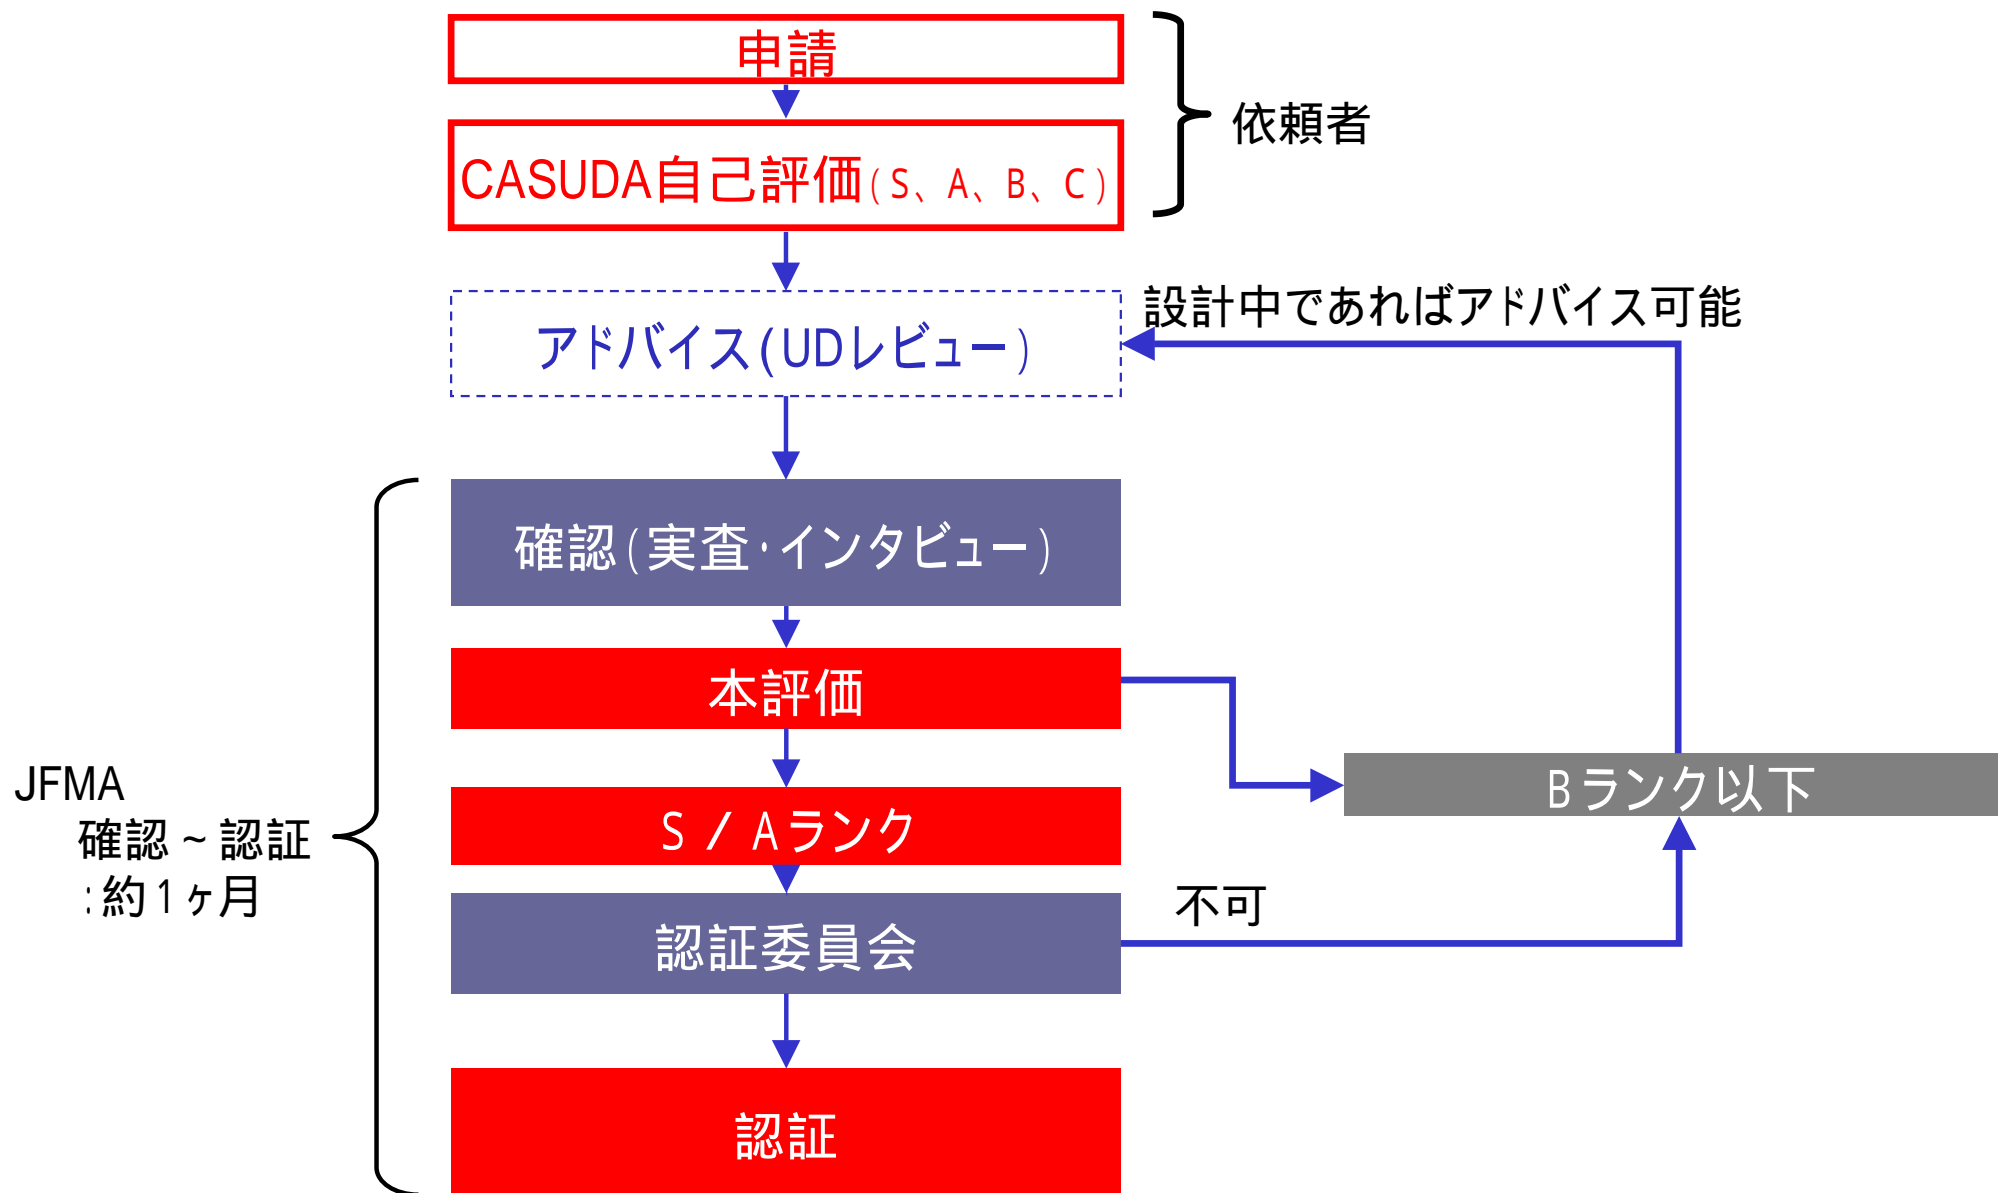 申請
依頼者
CASUDA自己評価(S、A、B、C)
設計中であればアドバイス可能
アドバイス(UDレビュー)
確認(実査･インタビュー)
本評価
JFMA
確認~認証
:約1ヶ月
Bランク以下
S/Aランク
不可
認証委員会
認証